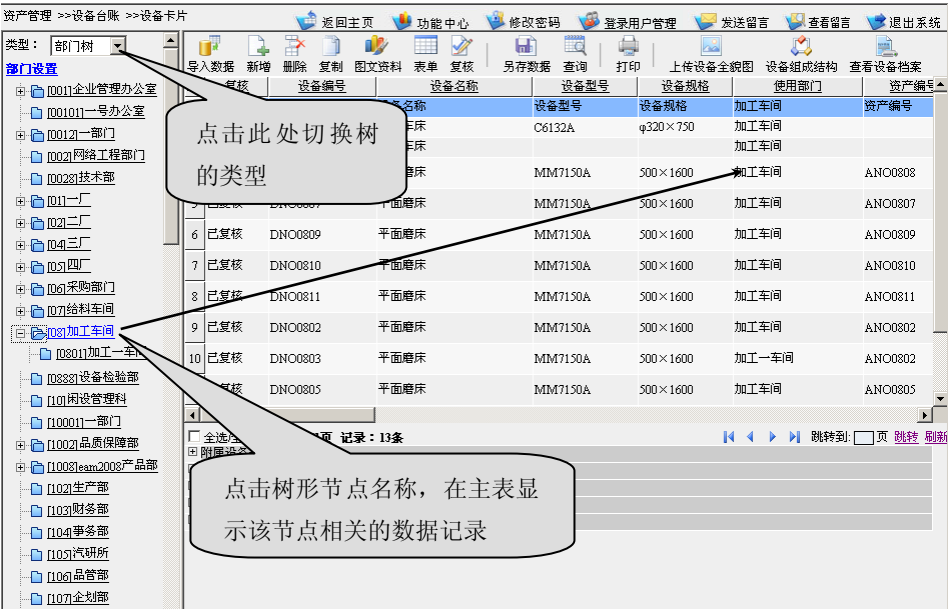 资产管理 >>设备台账 >>设备卡片
返回主页 功能中心 修改密码 登录用户管理 发送留言 查看留言 退出系统
类型： 部门树
导入数据 新增 删除 复制 图文资料 表单 复核 另存数据 查询 打印 上传设备全貌图 设备组成结构 查看设备档案
部门设置
[001]企业管理办公室
[00101]一号办公室
[0012]一部门
[002]网络工程部门
[0028]技术部
[01]一厂
[02]二厂
[04]三厂
[05]四厂
[06]采购部门
[07]给料车间
[08]加工车间
[0801]加工一车
[0888]设备检验部
[10]闲设管理科
[10001]一部门
[1002]品质保障部
[1008]eam2008产品部
[102]生产部
[103]财务部
[104]事务部
[105]汽研所
[106]品管部
[107]企划部
复核 设备编号 设备名称 设备型号 设备规格 使用部门 资产编号
名称 设备型号 设备规格 加工车间 资产编号
车床 C6132A φ320×750 加工车间
车床 加工车间
磨床 MM7150A 500×1600 加工车间 ANO0808
5 已复核 DNO0807 平面磨床 MM7150A 500×1600 加工车间 ANO0807
6 已复核 DNO0809 平面磨床 MM7150A 500×1600 加工车间 ANO0809
7 已复核 DNO0810 平面磨床 MM7150A 500×1600 加工车间 ANO0810
8 已复核 DNO0811 平面磨床 MM7150A 500×1600 加工车间 ANO0811
9 已复核 DNO0802 平面磨床 MM7150A 500×1600 加工车间 ANO0802
10 已复核 DNO0803 平面磨床 MM7150A 500×1600 加工一车间 ANO0802
复核 DNO0805 平面磨床 MM7150A 500×1600 加工车间 ANO0805
全选/ 页 记录：13条 跳转到: 页 跳转 刷新
附属设备
点击此处切换树
的类型
点击树形节点名称，在主表显
示该节点相关的数据记录